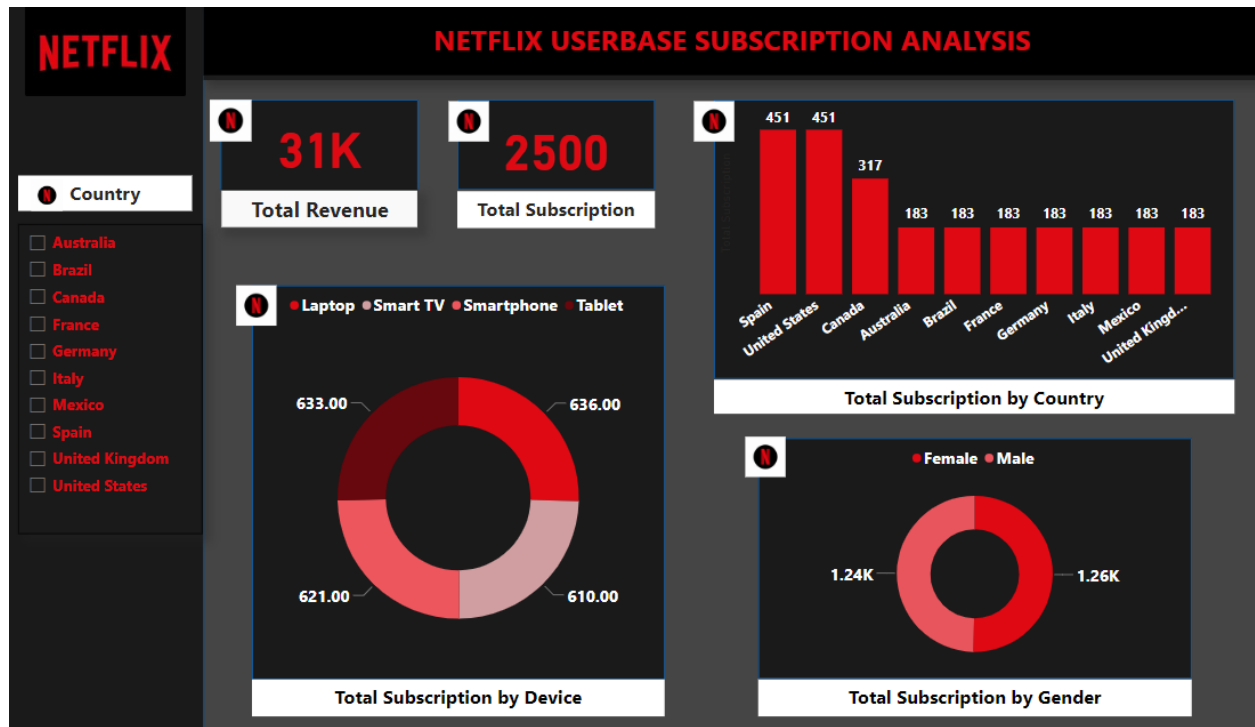 NETFLIX
NETFLIX USERBASE SUBSCRIPTION ANALYSIS
N
31K
Total Revenue
N
2500
Total Subscription
N
Country
Australia
Brazil
Canada
France
Germany
Italy
Mexico
Spain
United Kingdom
United States
N
451 451 317 183 183 183 183 183 183 183
Spain
United States
Canada
Australia
Brazil
France
Germany
Italy
Mexico
United Kingd...
Total Subscription by Country
N
Laptop Smart TV Smartphone Tablet
633.00 636.00
621.00 610.00
Total Subscription by Device
N
Female Male
1.24K 1.26K
Total Subscription by Gender